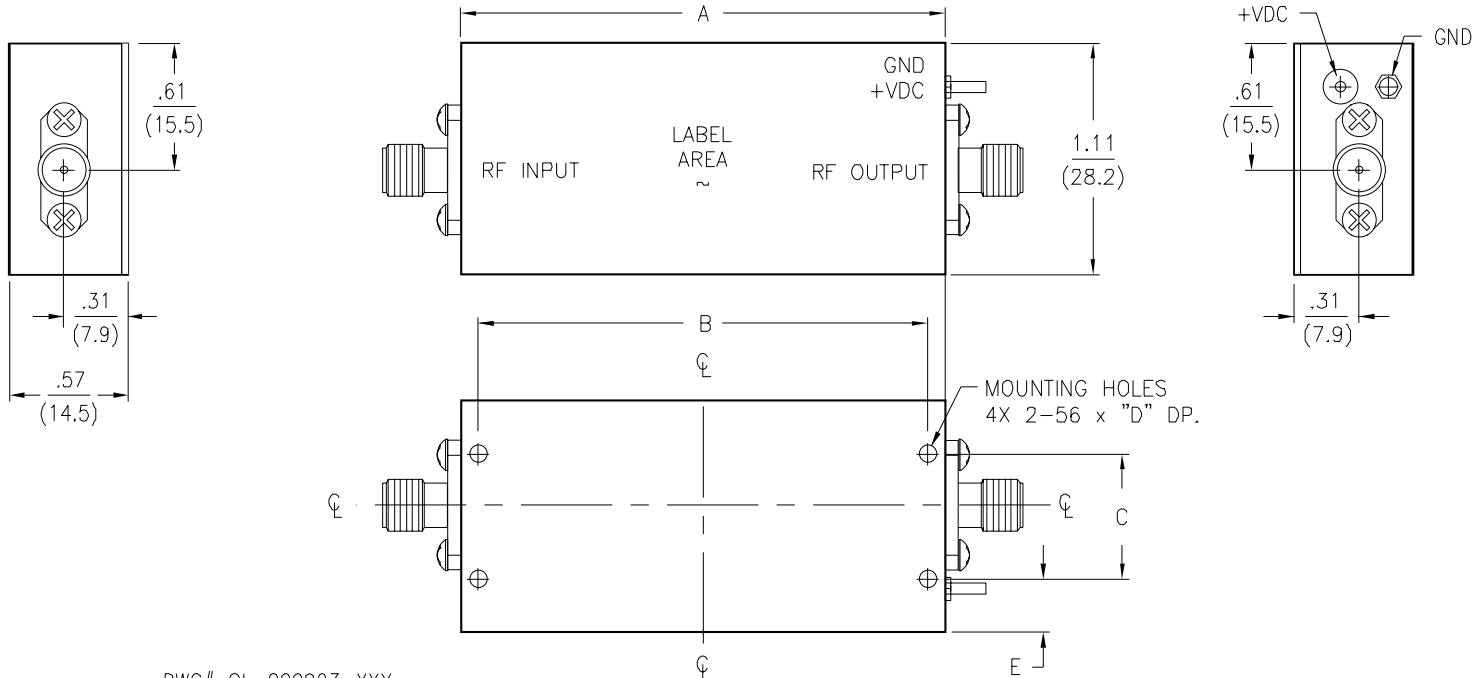 A
+VDC
GND
.61
(15.5)
GND
+VDC
LABEL
AREA
~
RF INPUT
RF OUTPUT
1.11
(28.2)
.61
(15.5)
.31
(7.9)
.57
(14.5)
.31
(7.9)
B
℄
MOUNTING HOLES
4X 2-56 x "D" DP.
℄
℄
C
℄
E